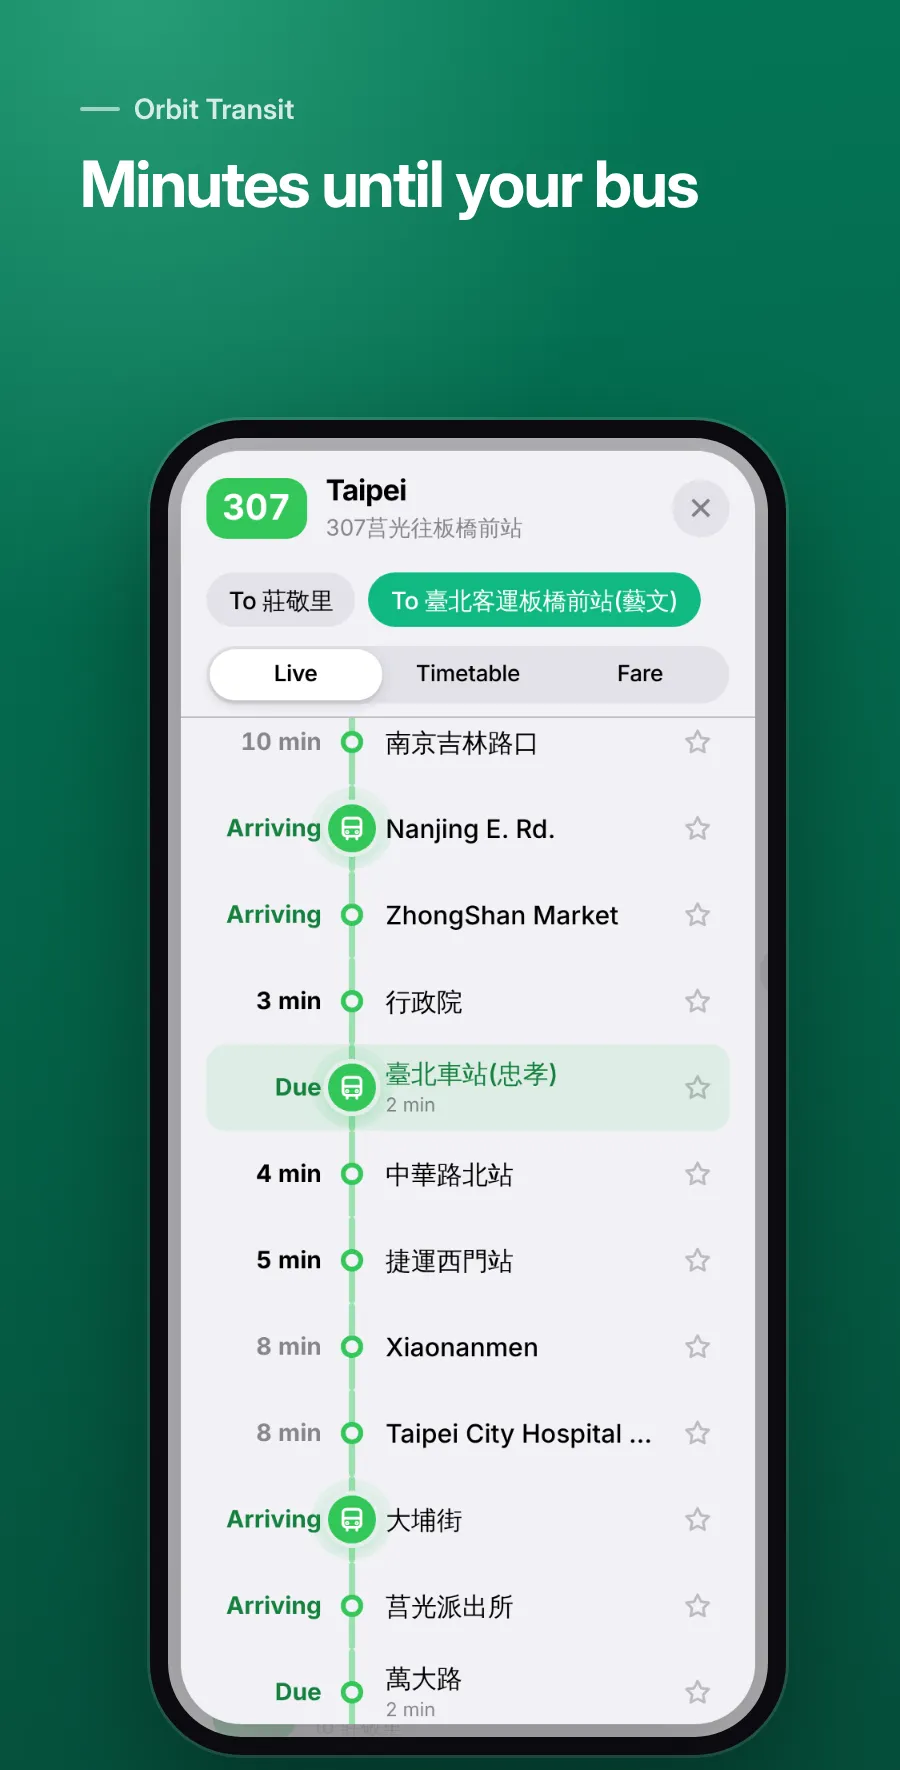 Orbit Transit
Minutes until your bus
307
Taipei
307莒光往板橋前站
To 莊敬里
To 臺北客運板橋前站(藝文)
Live
Timetable
Fare
10 min 南京吉林路口
Arriving Nanjing E. Rd.
Arriving ZhongShan Market
3 min 行政院
Due 臺北車站(忠孝)
2 min
4 min 中華路北站
5 min 捷運西門站
8 min Xiaonanmen
8 min Taipei City Hospital ...
Arriving 大埔街
Arriving 莒光派出所
Due 萬大路
2 min
To 莊敬里